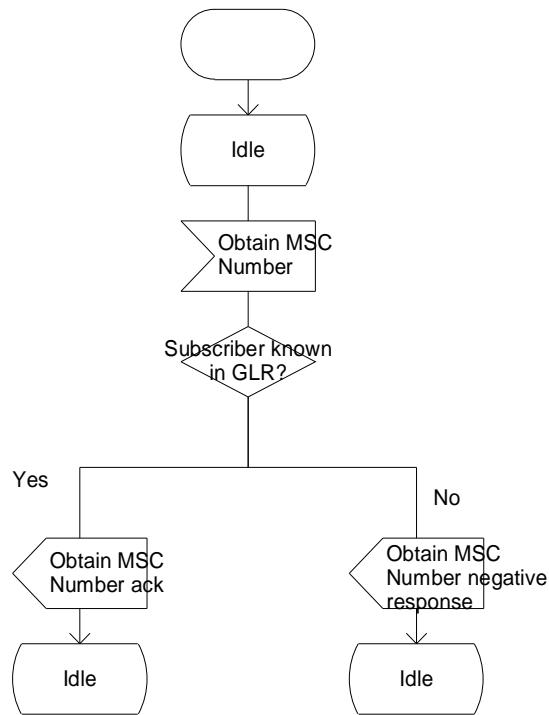 Idle
Obtain MSC
Number
Subscriber known
in GLR?
Yes
No
Obtain MSC
Number ack
Obtain MSC
Number negative
response
Idle
Idle